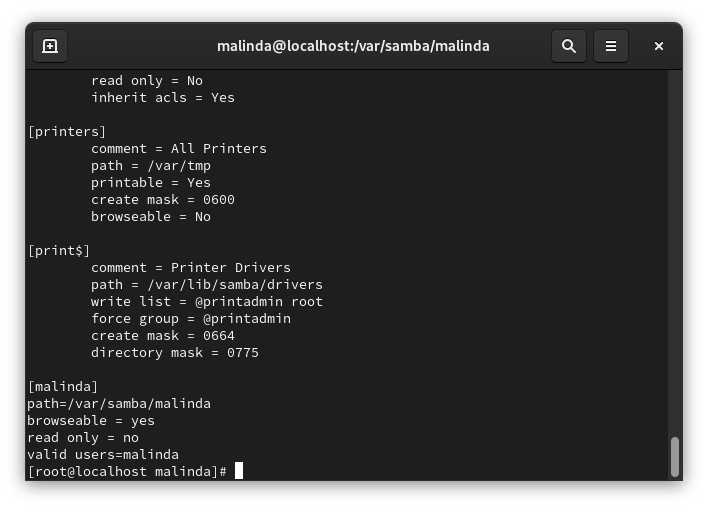 malinda@localhost:/var/samba/malinda
read only = No
inherit acls = Yes
[printers]
comment = All Printers
path = /var/tmp
printable = Yes
create mask = 0600
browseable = No
[print$]
comment = Printer Drivers
path = /var/lib/samba/drivers
write list = @printadmin root
force group = @printadmin
create mask = 0664
directory mask = 0775
[malinda]
path=/var/samba/malinda
browseable = yes
read only = no
valid users=malinda
[root@localhost malinda]#